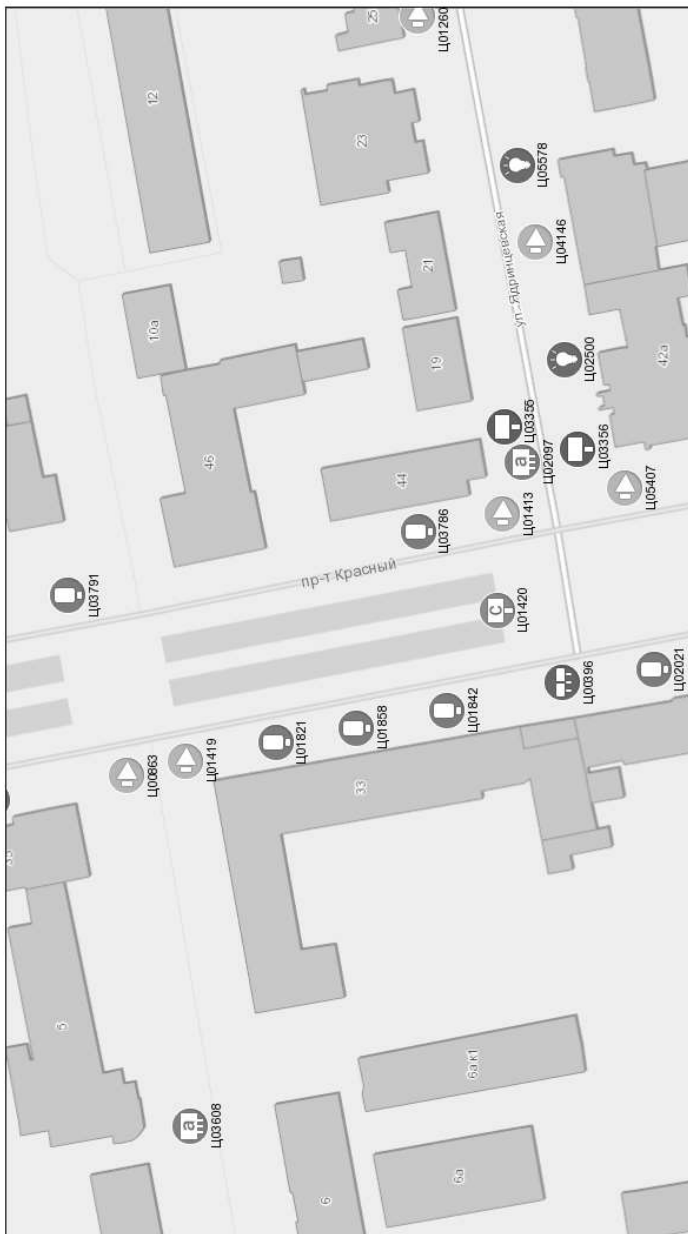 5
Ц03791
12
Ц00863
10а
a
Ц03608
Ц01419
46
Ц01821
6
33
23
25
Ц01858
пр-т Красный
44
21
19
Ц01260
Ц03786
6а
6а к1
Ц01842
c
Ц01420
Ц01413
a
Ц03355
Ц02097
ул. Ядринцевская
Ц05578
Ц04146
Ц00396
Ц02500
Ц03356
Ц05407
42а
Ц02021